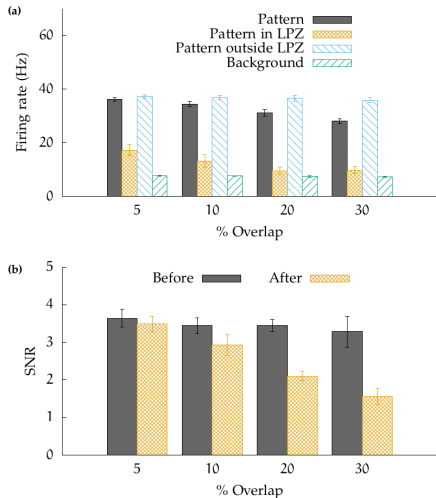 (a)
Pattern
Pattern in LPZ
Pattern outside LPZ
Background
Firing rate (Hz)
60
40
20
0
5 10 20 30
% Overlap
(b)
Before After
SNR
5
4
3
2
1
0
5 10 20 30
% Overlap